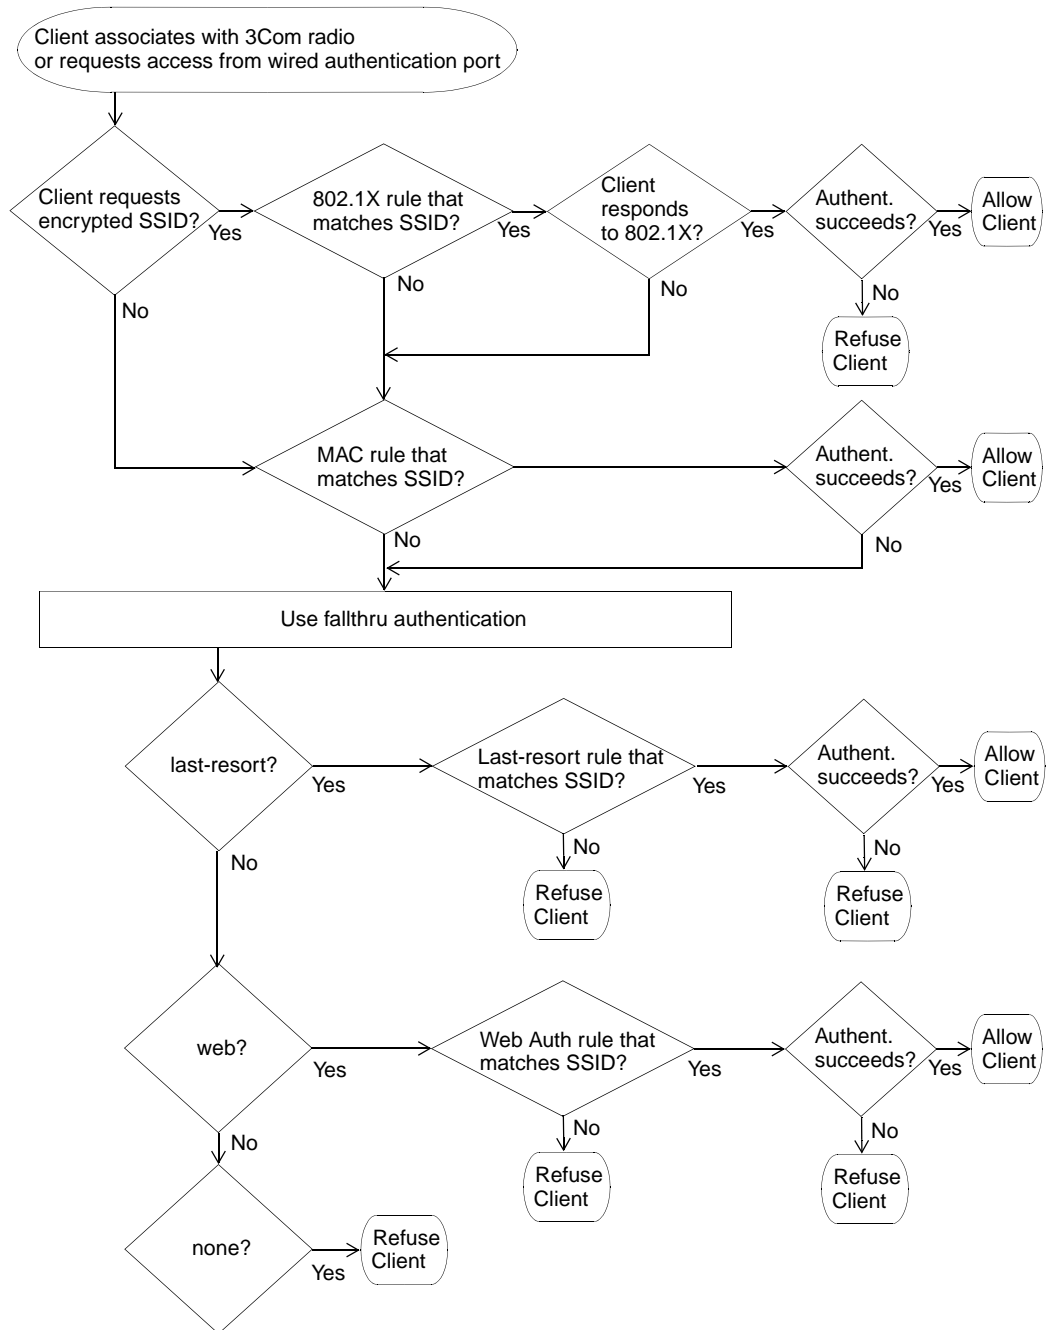 Client associates with 3Com radio
or requests access from wired authentication port
Client requests
encrypted SSID?
Yes
No
802.1X rule that
matches SSID?
Yes
No
Client
responds
to 802.1X?
Yes
No
Authent.
succeeds?
Yes
No
Allow
Client
Refuse
Client
MAC rule that
matches SSID?
No
Authent.
succeeds?
Yes
No
Allow
Client
Use fallthru authentication
last-resort?
Yes
No
Last-resort rule that
matches SSID?
Yes
No
Refuse
Client
Authent.
succeeds?
Yes
No
Refuse
Client
Allow
Client
web?
Yes
No
Web Auth rule that
matches SSID?
Yes
No
Refuse
Client
Authent.
succeeds?
Yes
No
Refuse
Client
Allow
Client
none?
Yes
Refuse
Client